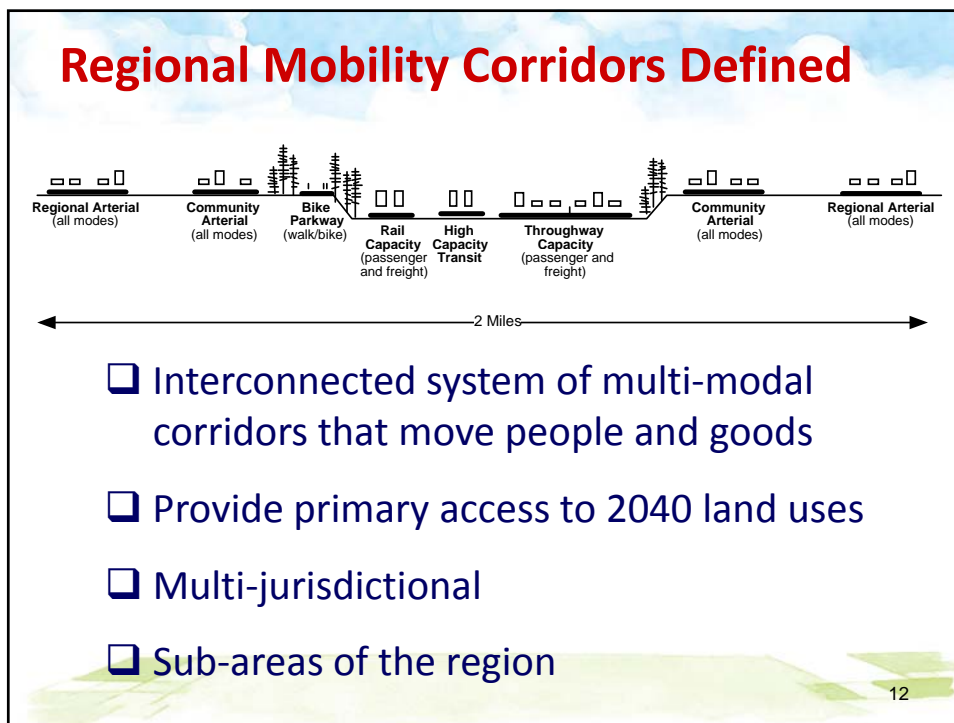 Regional Mobility Corridors Defined
Regional Arterial
(all modes)
Community
Arterial
(all modes)
Bike
Parkway
(walk/bike)
Rail
Capacity
(passenger
and freight)
High
Capacity
Transit
Throughway
Capacity
(passenger and
freight)
Community
Arterial
(all modes)
Regional Arterial
(all modes)
2 Miles
Interconnected system of multi-modal
corridors that move people and goods
Provide primary access to 2040 land uses
Multi-jurisdictional
Sub-areas of the region
12